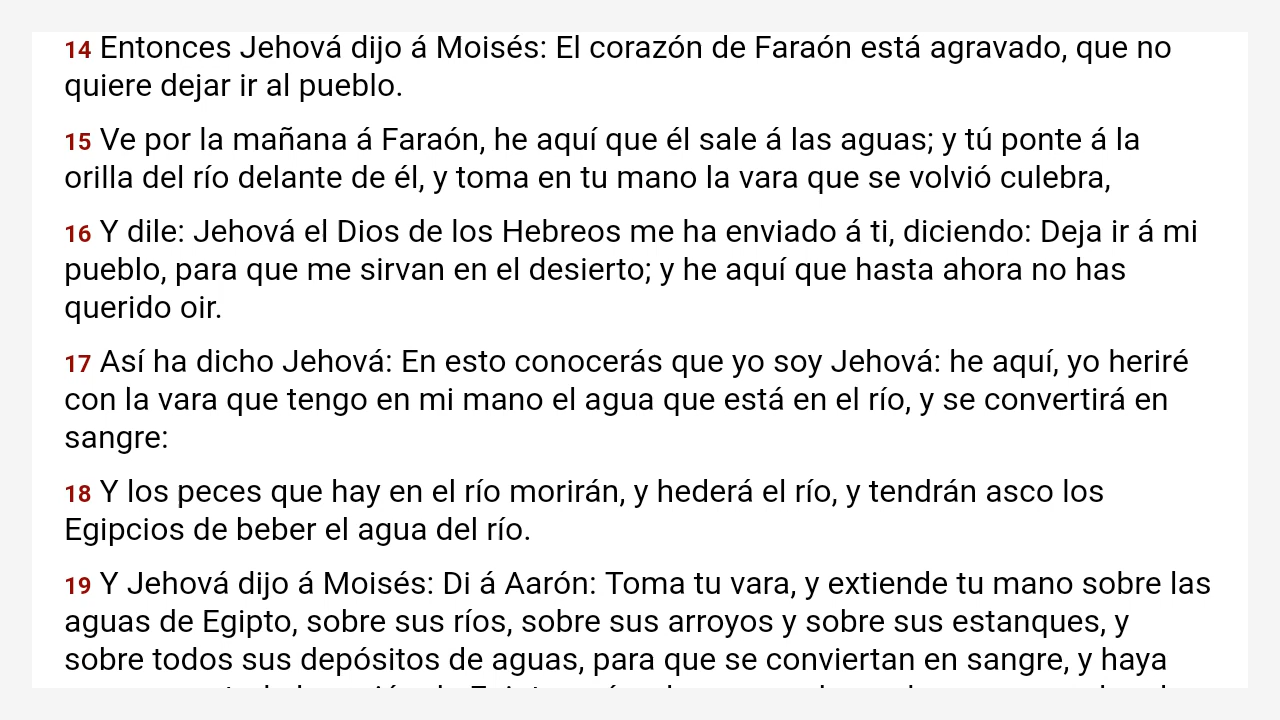 14 Entonces Jehová dijo á Moisés: El corazón de Faraón está agravado, que no
quiere dejar ir al pueblo.
15 Ve por la mañana á Faraón, he aquí que él sale á las aguas; y tú ponte á la
orilla del río delante de él, y toma en tu mano la vara que se volvió culebra,
16 Y dile: Jehová el Dios de los Hebreos me ha enviado á ti, diciendo: Deja ir á mi
pueblo, para que me sirvan en el desierto; y he aquí que hasta ahora no has
querido oir.
17 Así ha dicho Jehová: En esto conocerás que yo soy Jehová: he aquí, yo heriré
con la vara que tengo en mi mano el agua que está en el río, y se convertirá en
sangre:
18 Y los peces que hay en el río morirán, y hederá el río, y tendrán asco los
Egipcios de beber el agua del río.
19 Y Jehová dijo á Moisés: Di á Aarón: Toma tu vara, y extiende tu mano sobre las
aguas de Egipto, sobre sus ríos, sobre sus arroyos y sobre sus estanques, y
sobre todos sus depósitos de aguas, para que se conviertan en sangre, y haya